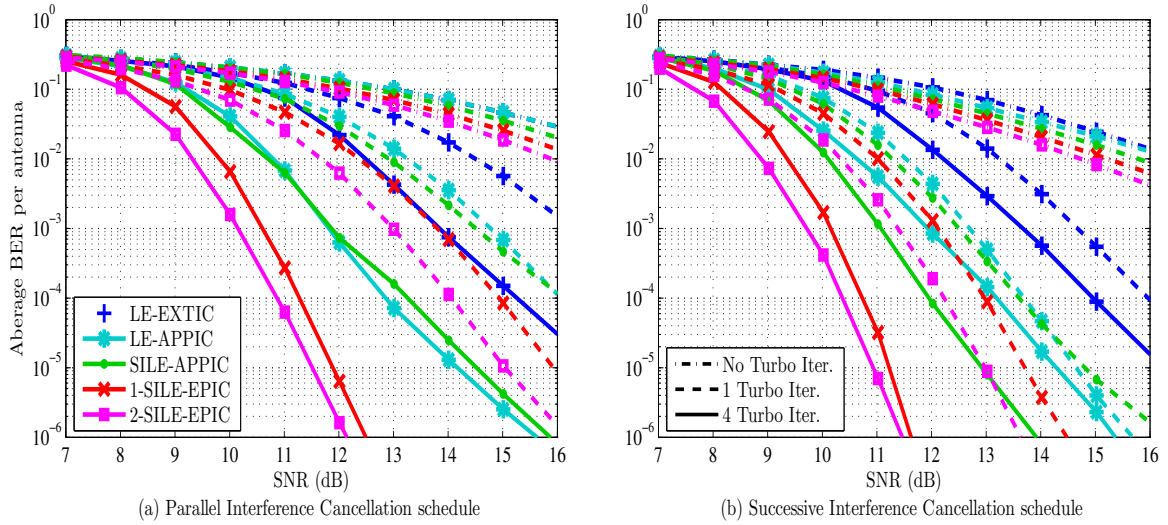 Aberage BER per antenna
10^0
10^-1
10^-2
10^-3
10^-4
10^-5
10^-6
LE-EXTIC
LE-APPIC
SILE-APPIC
1-SILE-EPIC
2-SILE-EPIC
7 8 9 10 11 12 13 14 15 16
SNR (dB)
(a) Parallel Interference Cancellation schedule
10^0
10^-1
10^-2
10^-3
10^-4
10^-5
10^-6
No Turbo Iter.
1 Turbo Iter.
4 Turbo Iter.
7 8 9 10 11 12 13 14 15 16
SNR (dB)
(b) Successive Interference Cancellation schedule